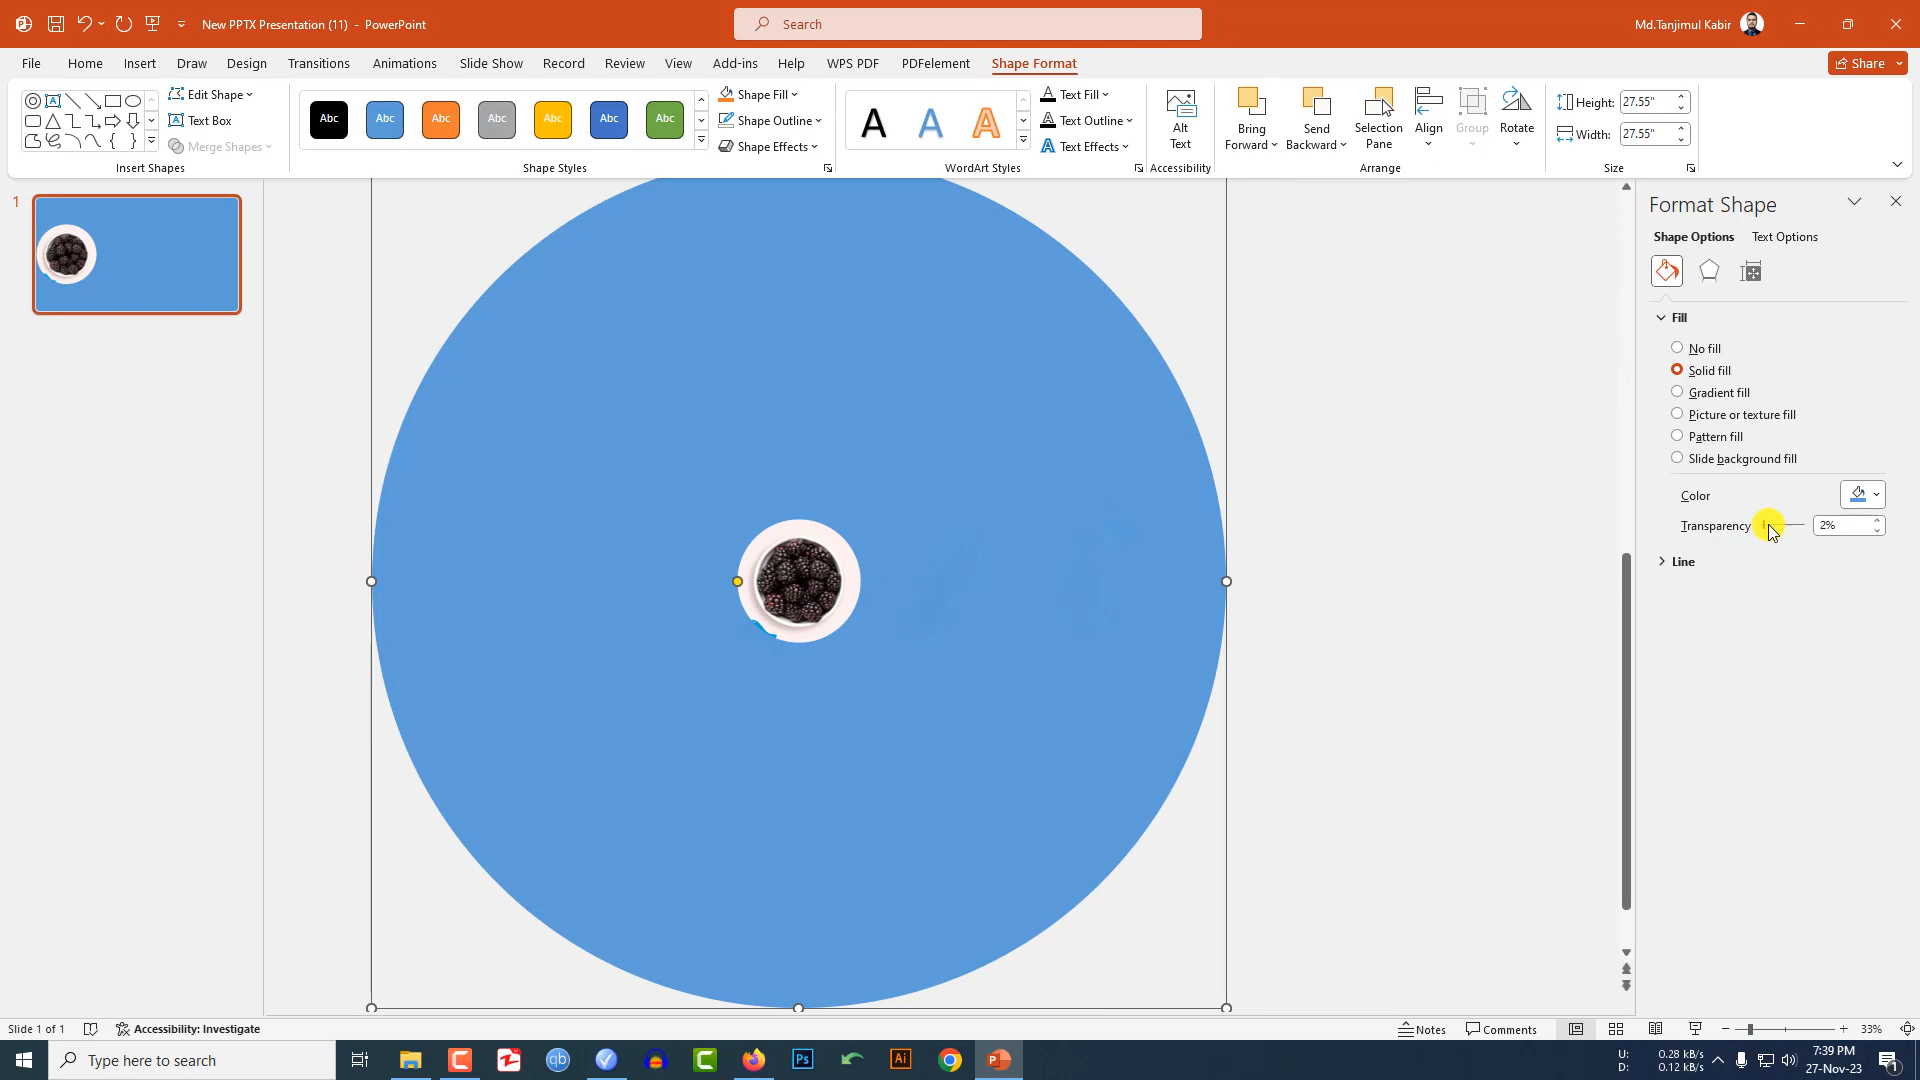 New PPTX Presentation (11) - PowerPoint
Search
Md.Tanjimul Kabir
File Home Insert Draw Design Transitions Animations Slide Show Record Review View Add-ins Help WPS PDF PDFelement Shape Format
Share
Edit Shape
Text Box
Merge Shapes
Insert Shapes
Abc Abc Abc Abc Abc Abc Abc
Shape Fill
Shape Outline
Shape Effects
Shape Styles
A A A
Text Fill
Text Outline
Text Effects
WordArt Styles
Alt
Text
Accessibility
Bring
Forward
Send
Backward
Selection
Pane
Align
Group
Rotate
Arrange
Height: 27.55"
Width: 27.55"
Size
1
Format Shape
Shape Options Text Options
Fill
No fill
Solid fill
Gradient fill
Picture or texture fill
Pattern fill
Slide background fill
Color
Transparency 2%
Line
Slide 1 of 1
Accessibility: Investigate
Notes
Comments
33%
Type here to search
qb
Ps
Ai
U: 0.28 kB/s
D: 0.12 kB/s
7:39 PM
27-Nov-23
1